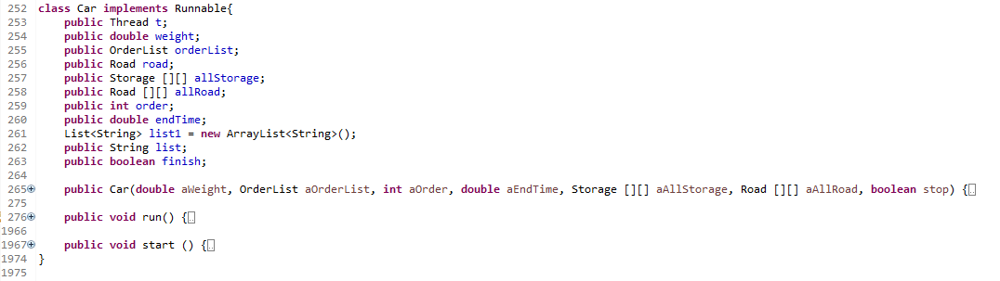 252 class Car implements Runnable{
253     public Thread t;
254     public double weight;
255     public OrderList orderList;
256     public Road road;
257     public Storage [][] allStorage;
258     public Road [][] allRoad;
259     public int order;
260     public double endTime;
261     List<String> list1 = new ArrayList<String>();
262     public String list;
263     public boolean finish;
264
265     public Car(double aWeight, OrderList aOrderList, int aOrder, double aEndTime, Storage [][] aAllStorage, Road [][] aAllRoad, boolean stop) {
275
276     public void run() {
1966
1967     public void start () {
1974 }
1975